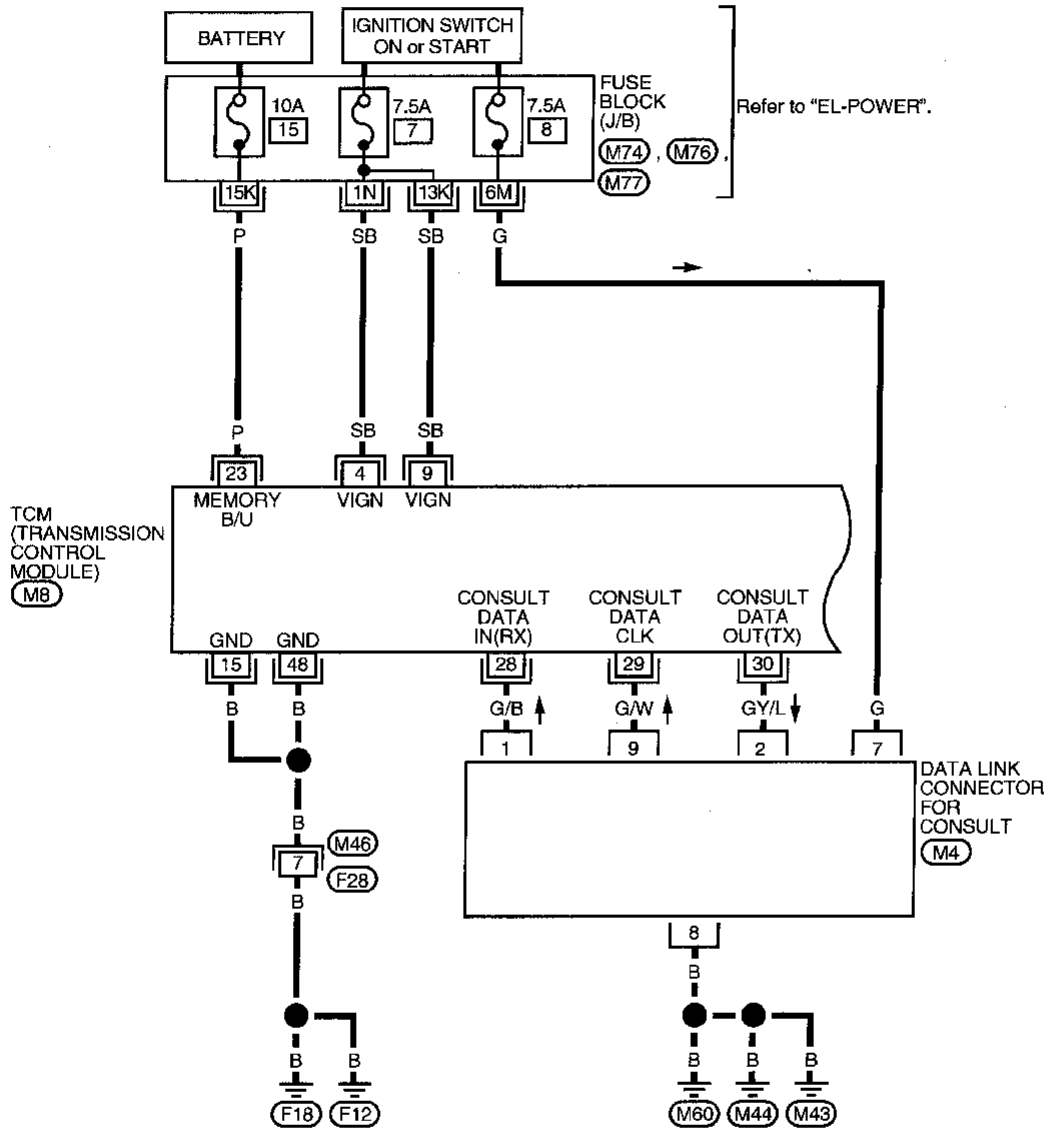 BATTERY
IGNITION SWITCH
ON or START
10A
15
7.5A
7
7.5A
8
FUSE
BLOCK
(J/B)
M74 , M76 ,
M77
Refer to "EL-POWER".
15K
1N
13K
6M
P
SB
SB
G
P
SB
SB
23
4
9
MEMORY
B/U
VIGN
VIGN
TCM
(TRANSMISSION
CONTROL
MODULE)
M8
GND
GND
CONSULT
DATA
IN(RX)
CONSULT
DATA
CLK
CONSULT
DATA
OUT(TX)
15
48
28
29
30
B
B
G/B
G/W
GY/L
G
1
9
2
7
DATA LINK
CONNECTOR
FOR
CONSULT
M4
B
7
M46
F28
B
8
B
B
B
B
B
B
F18
F12
M60
M44
M43